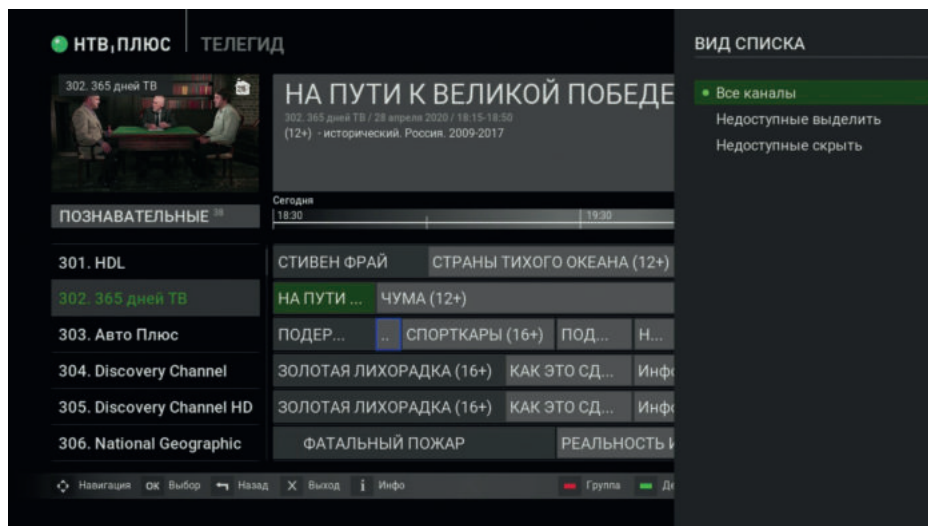 НТВ ПЛЮС ТЕЛЕГИД
302. 365 дней ТВ
НА ПУТИ К ВЕЛИКОЙ ПОБЕДЕ
302. 365 дней ТВ / 28 апреля 2020 / 18:15-18:50
(12+) - исторический. Россия. 2009-2017
ПОЗНАВАТЕЛЬНЫЕ 38
Сегодня
18:30 19:30
301. HDL СТИВЕН ФРАЙ СТРАНЫ ТИХОГО ОКЕАНА (12+)
302. 365 дней ТВ НА ПУТИ ... ЧУМА (12+)
303. Авто Плюс ПОДЕР... .. СПОРТКАРЫ (16+) ПОД... Н...
304. Discovery Channel ЗОЛОТАЯ ЛИХОРАДКА (16+) КАК ЭТО СД... Инфо
305. Discovery Channel HD ЗОЛОТАЯ ЛИХОРАДКА (16+) КАК ЭТО СД... Инфо
306. National Geographic ФАТАЛЬНЫЙ ПОЖАР РЕАЛЬНОСТЬ И
Навигация OK Выбор Назад X Выход i Инфо Группа Де
ВИД СПИСКА
Все каналы
Недоступные выделить
Недоступные скрыть